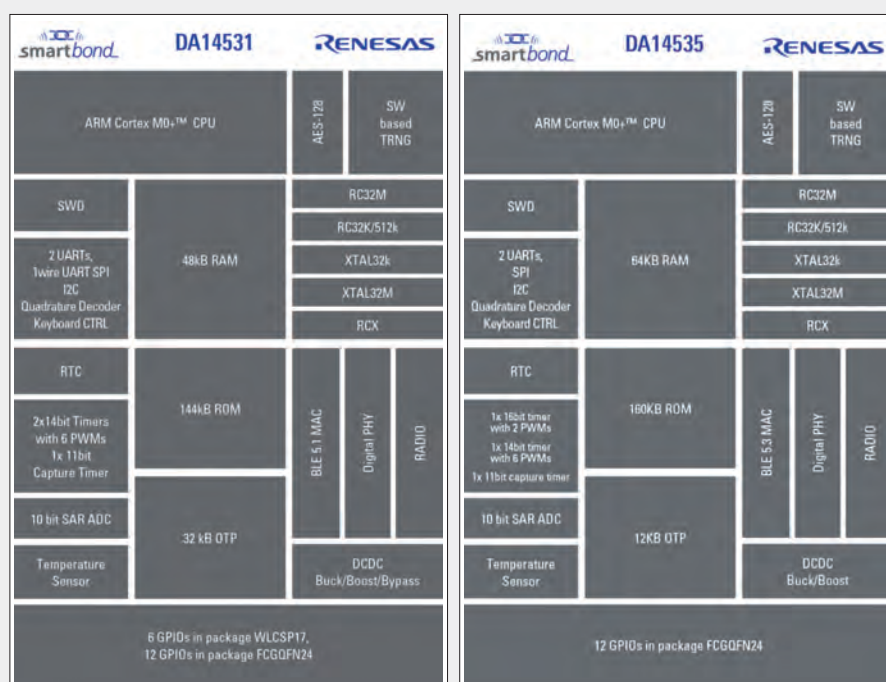 smartbond
DA14531
RENESAS
ARM Cortex M0+™ CPU
AES-128
SW
based
TRNG
SWD
48kB RAM
RC32M
RC32K/512k
XTAL32k
XTAL32M
RCX
2 UARTs,
1wire UART SPI
I2C
Quadrature Decoder
Keyboard CTRL
RTC
144kB ROM
BLE 5.1 MAC
Digital PHY
RADIO
2x14bit Timers
with 6 PWMs
1x 11bit
Capture Timer
10 bit SAR ADC
32 kB OTP
Temperature
Sensor
DCDC
Buck/Boost/Bypass
6 GPIOs in package WLCSP17,
12 GPIOs in package FCGQFN24
smartbond
DA14535
RENESAS
ARM Cortex M0+™ CPU
AES-128
SW
based
TRNG
SWD
64KB RAM
RC32M
RC32K/512k
XTAL32k
XTAL32M
RCX
2 UARTs,
SPI
I2C
Quadrature Decoder
Keyboard CTRL
RTC
160KB ROM
BLE 5.3 MAC
Digital PHY
RADIO
1x 16bit timer
with 2 PWMs
1x 14bit timer
with 6 PWMs
1x 11bit capture timer
10 bit SAR ADC
12KB OTP
Temperature
Sensor
DCDC
Buck/Boost
12 GPIOs in package FCGQFN24